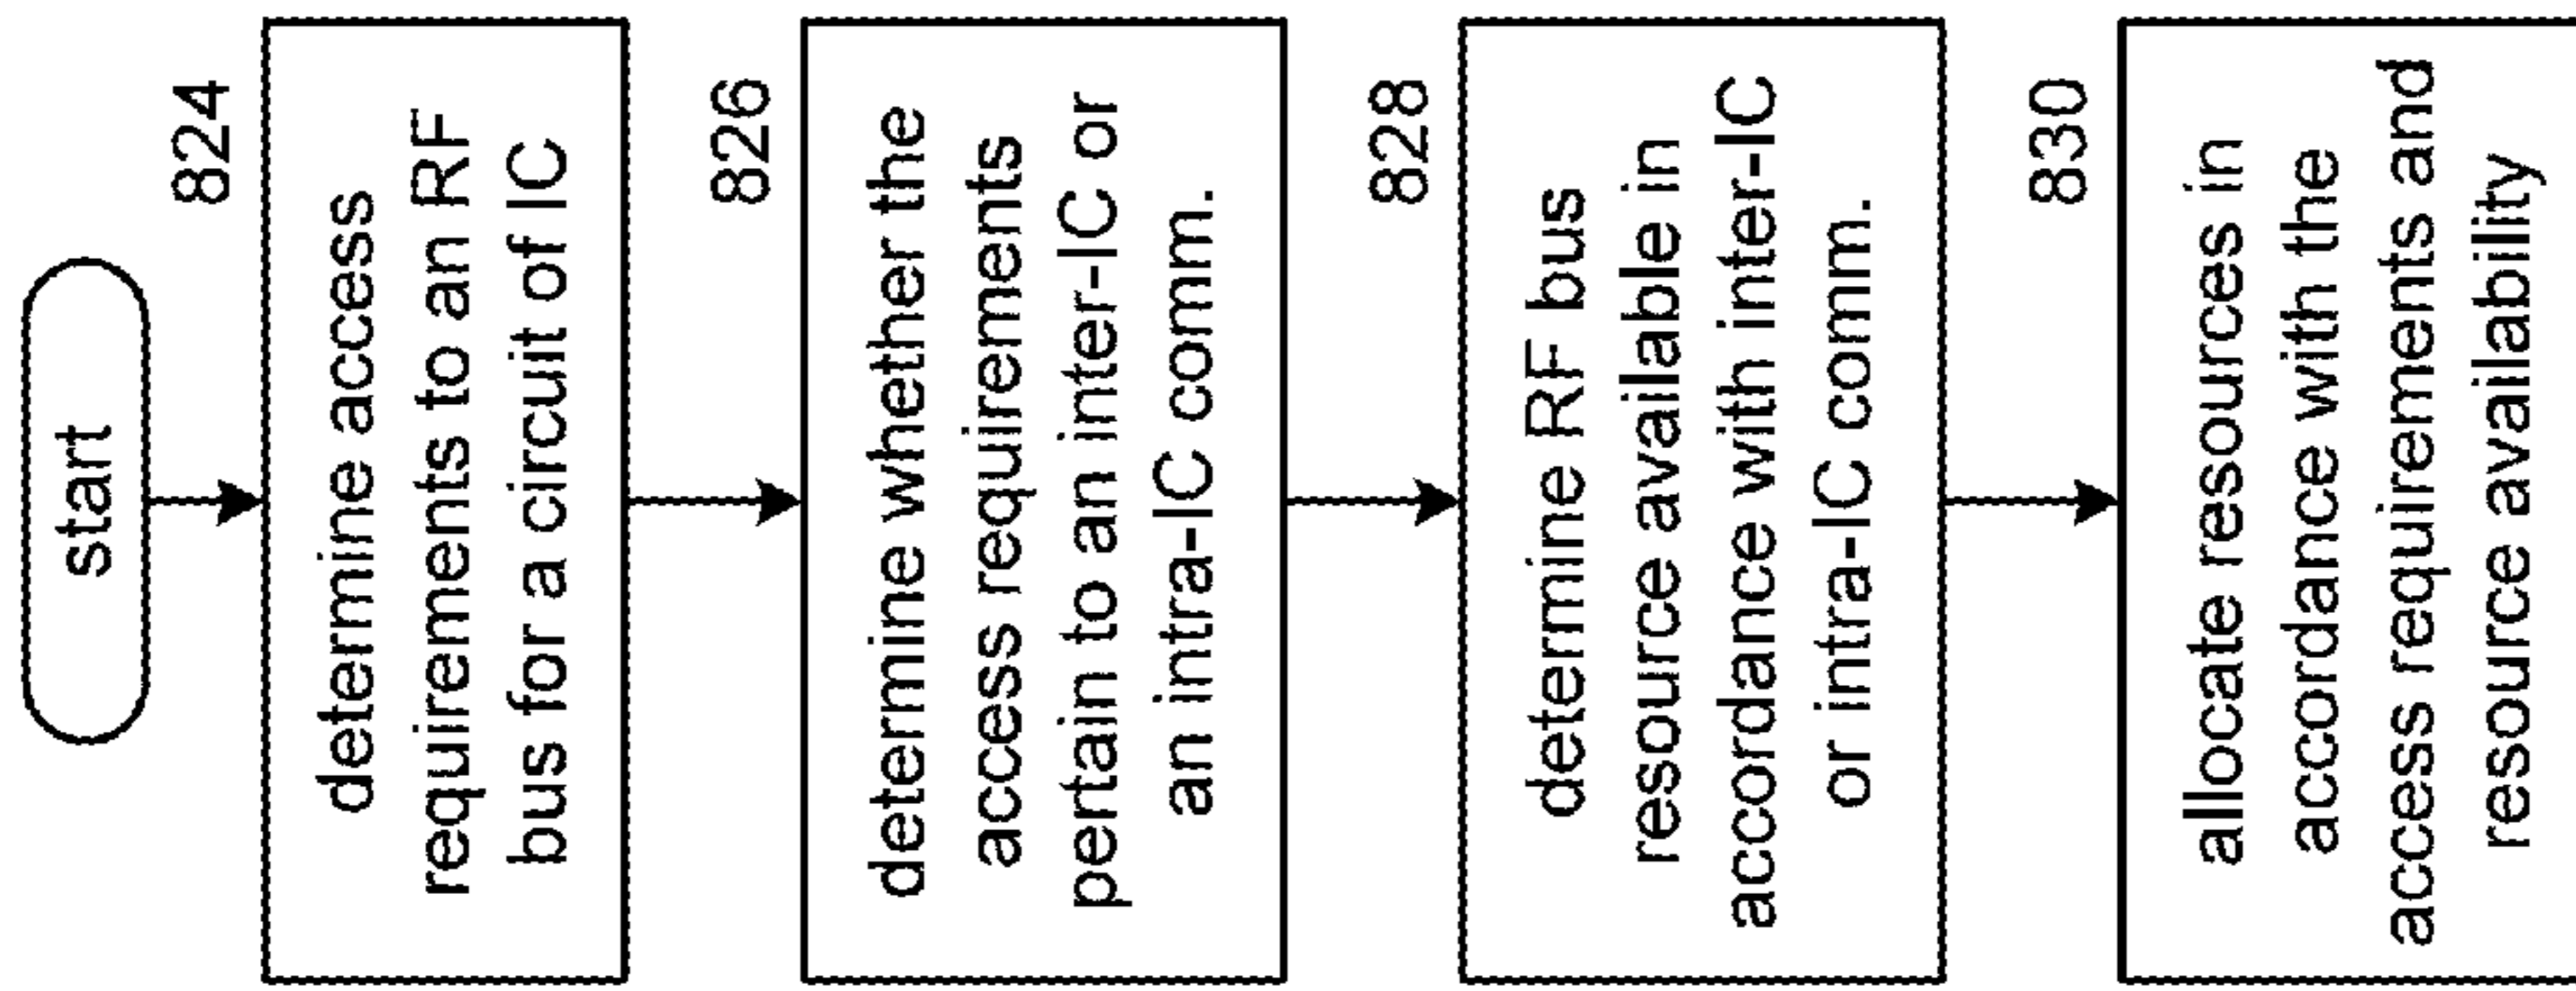 start
824
determine access
requirements to an RF
bus for a circuit of IC
826
determine whether the
access requirements
pertain to an inter-IC or
an intra-IC comm.
828
determine RF bus
resource available in
accordance with inter-IC
or intra-IC comm.
830
allocate resources in
accordance with the
access requirements and
resource availability